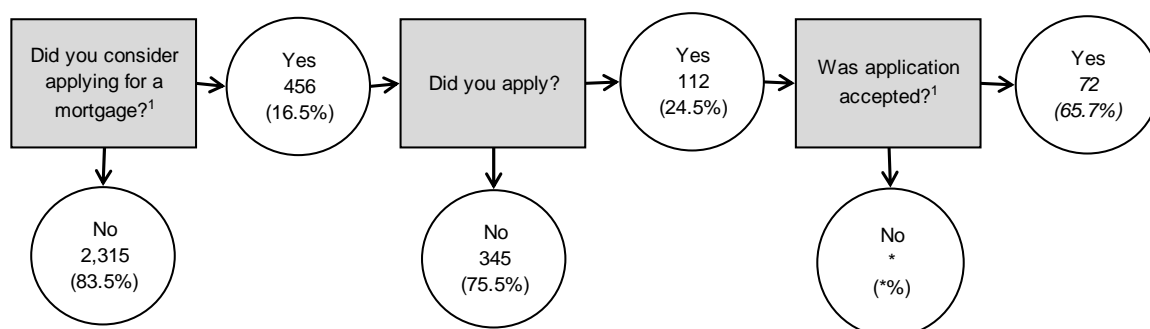 Did you consider
applying for a
mortgage?¹
Yes
456
(16.5%)
Did you apply?
Yes
112
(24.5%)
Was application
accepted?¹
Yes
72
(65.7%)
No
2,315
(83.5%)
No
345
(75.5%)
No
*
(*%)